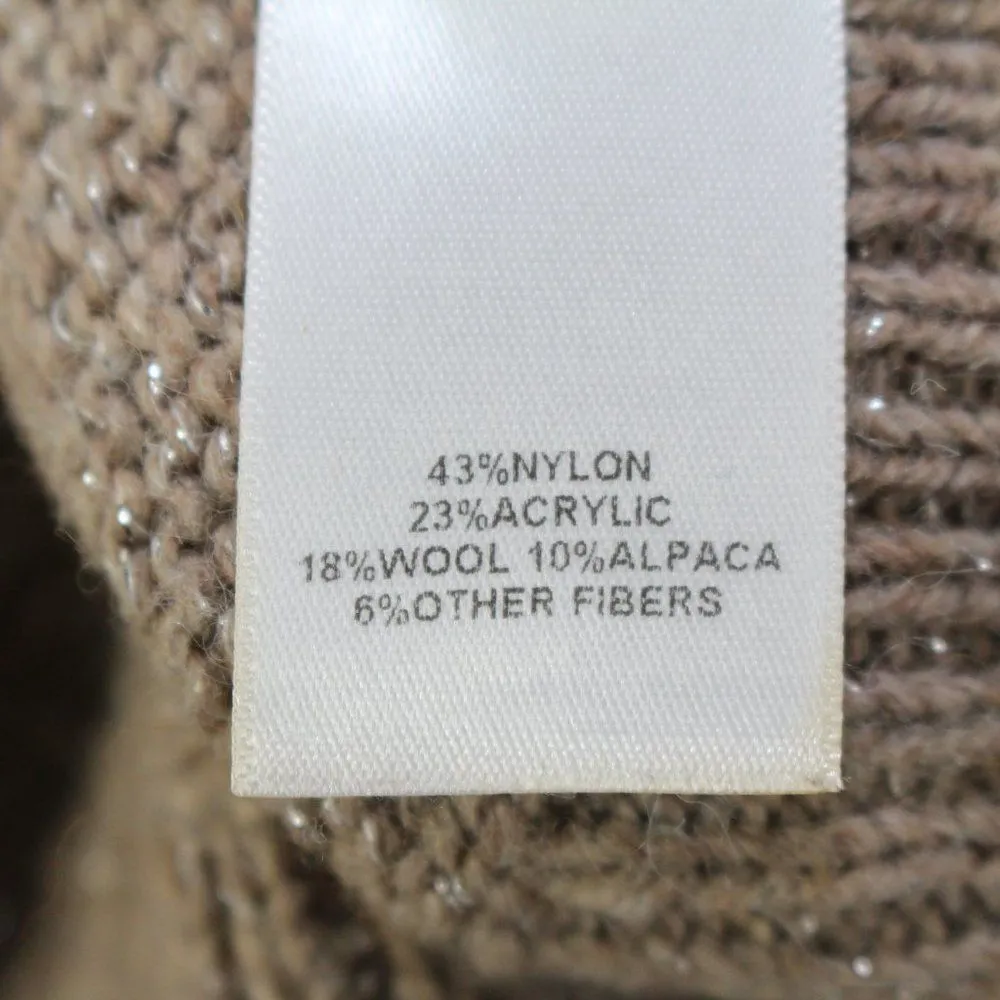 43%NYLON
23%ACRYLIC
18%WOOL 10%ALPACA
6%OTHER FIBERS